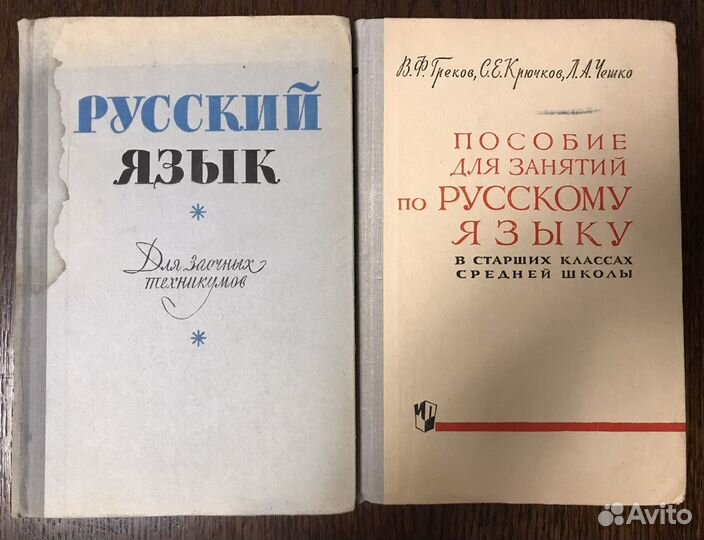 РУССКИЙ
ЯЗЫК
Для заочных
техникумов
В.Ф.Греков, С.Е.Крючков, Л.А.Чешко
ПОСОБИЕ
ДЛЯ ЗАНЯТИЙ
ПО РУССКОМУ
ЯЗЫКУ
В СТАРШИХ КЛАССАХ
СРЕДНЕЙ ШКОЛЫ
Avito